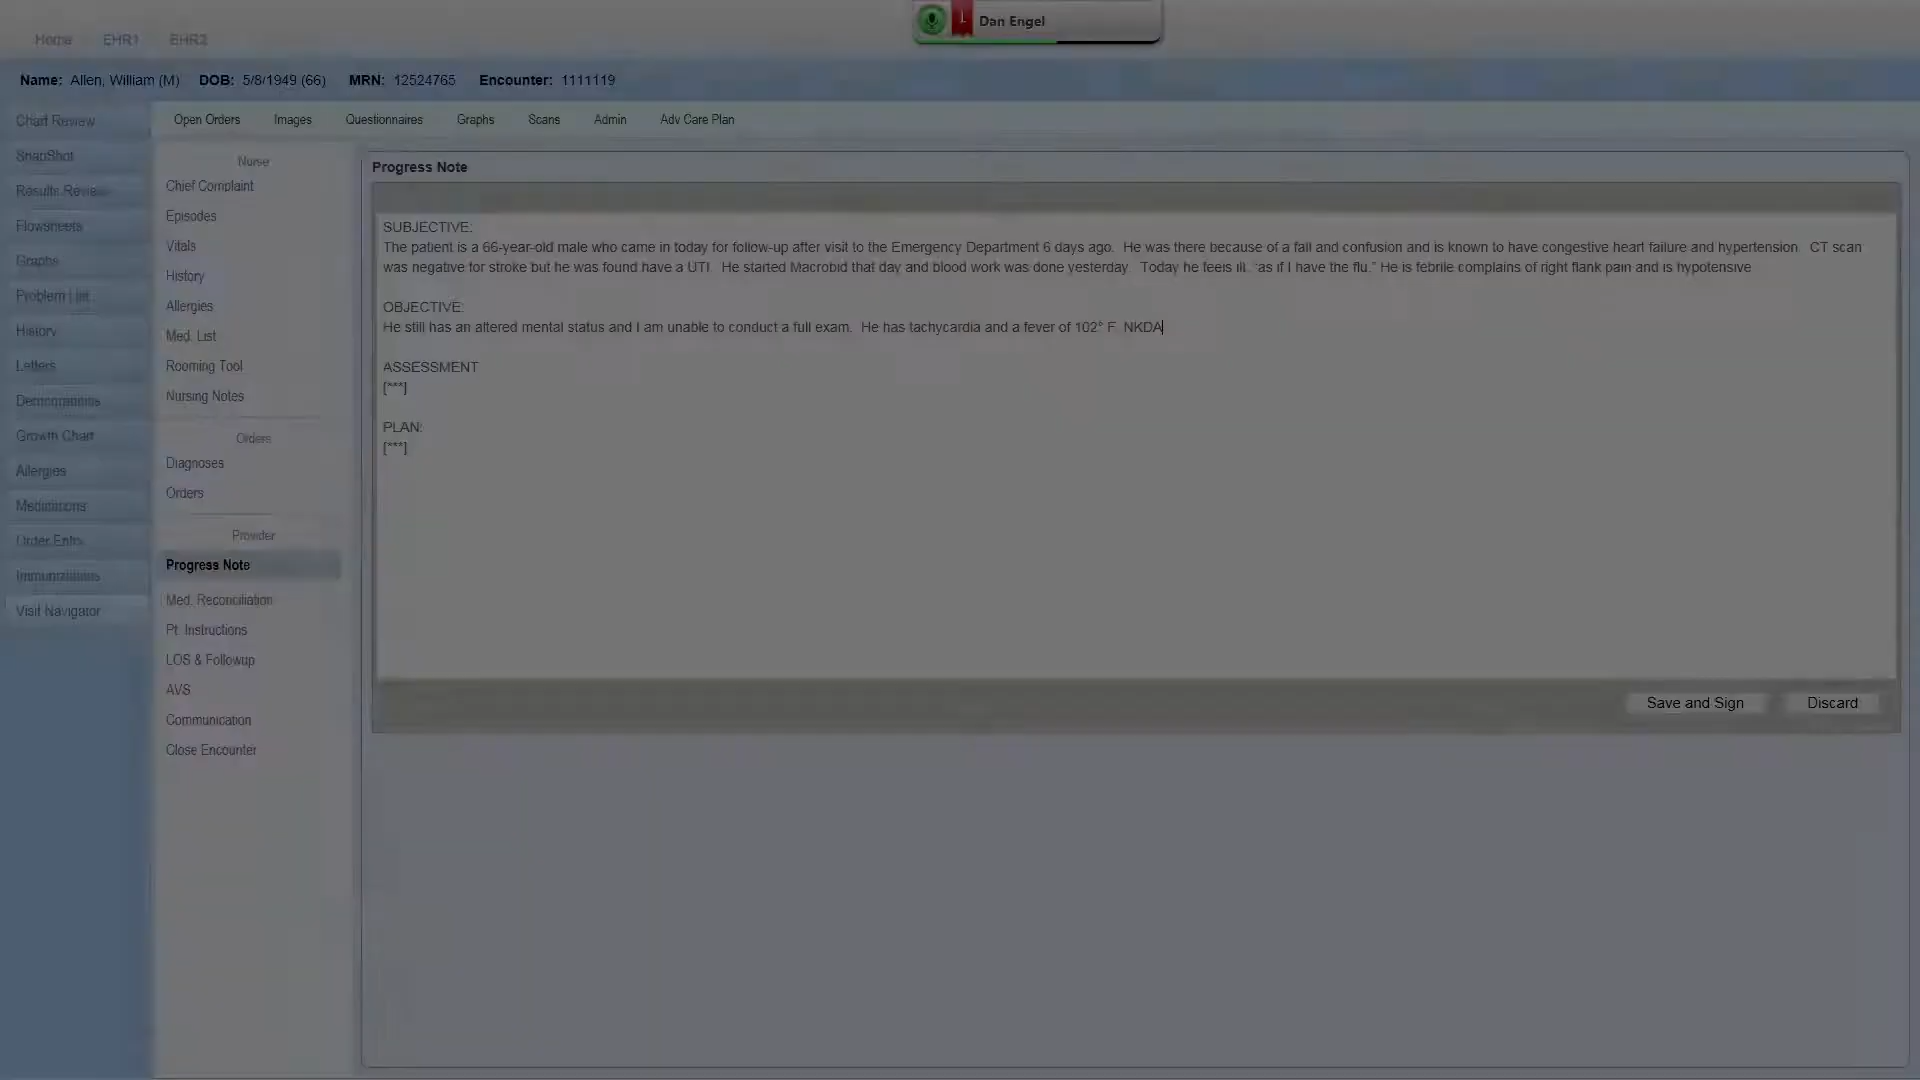 Dan Engel
Home EHR1 EHR2
Name: Allen, William (M) DOB: 5/8/1949 (66) MRN: 12524765 Encounter: 1111119
Chart Review
SnapShot
Results Review
Flowsheets
Graphs
Problem List
History
Letters
Demographics
Growth Chart
Allergies
Medications
Order Entry
Immunizations
Visit Navigator
Open Orders Images Questionnaires Graphs Scans Admin Adv Care Plan
Nurse
Chief Complaint
Episodes
Vitals
History
Allergies
Med. List
Rooming Tool
Nursing Notes
Orders
Diagnoses
Orders
Provider
Progress Note
Med. Reconciliation
Pt. Instructions
LOS & Followup
AVS
Communication
Close Encounter
Progress Note
SUBJECTIVE:
The patient is a 66-year-old male who came in today for follow-up after visit to the Emergency Department 6 days ago. He was there because of a fall and confusion and is known to have congestive heart failure and hypertension. CT scan
was negative for stroke but he was found have a UTI. He started Macrobid that day and blood work was done yesterday. Today he feels ill, "as if I have the flu." He is febrile complains of right flank pain and is hypotensive
OBJECTIVE:
He still has an altered mental status and I am unable to conduct a full exam. He has tachycardia and a fever of 102° F. NKDA
ASSESSMENT
[***]
PLAN:
[***]
Save and Sign Discard